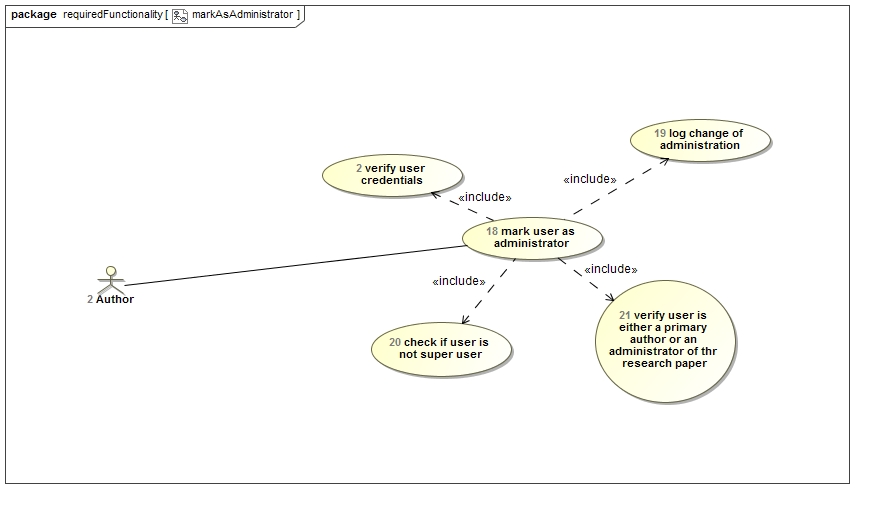 package requiredFunctionality [ markAsAdministrator ]
19 log change of
administration
2 verify user
credentials
«include»
«include»
18 mark user as
administrator
«include»
«include»
2 Author
21 verify user is
either a primary
author or an
administrator of thr
research paper
20 check if user is
not super user